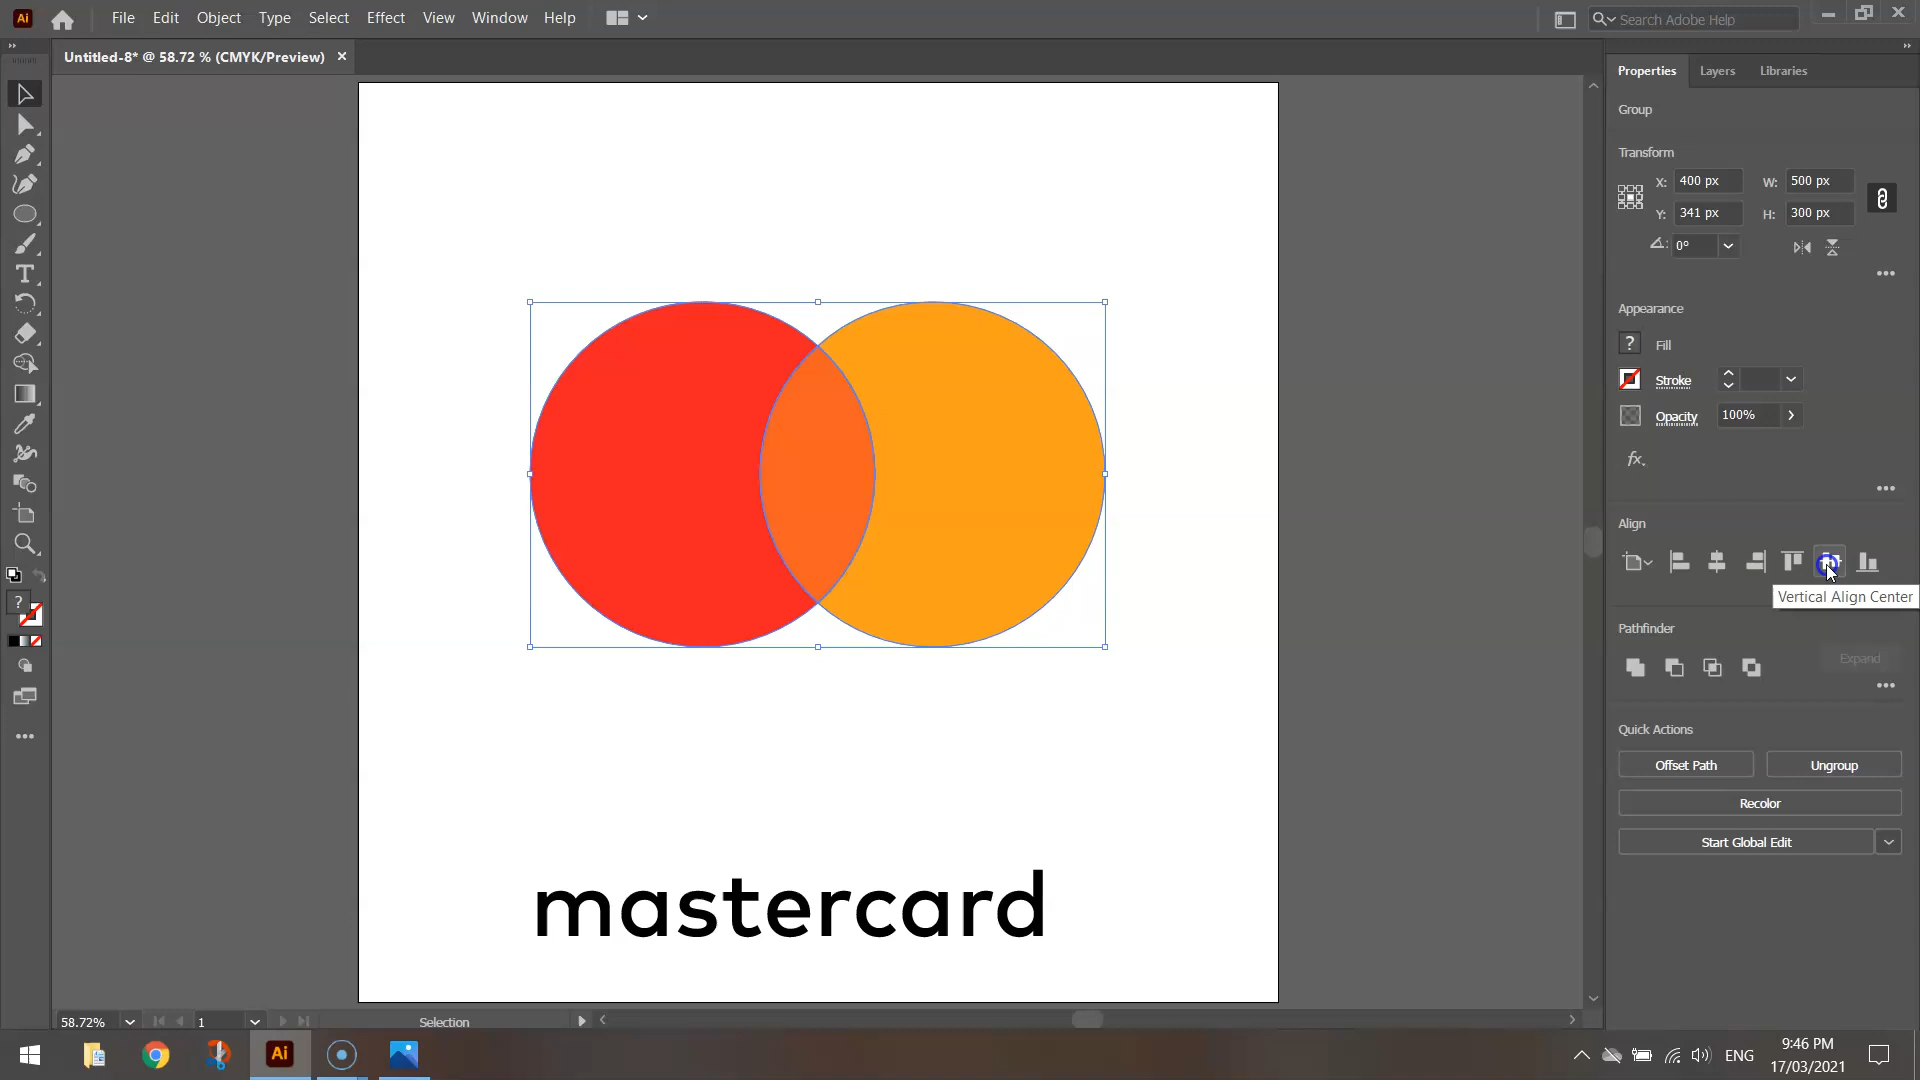 Ai File Edit Object Type Select Effect View Window Help Search Adobe Help
Untitled-8* @ 58.72 % (CMYK/Preview) ×
Properties Layers Libraries
Group
Transform
X: 400 px W: 500 px
Y: 341 px H: 300 px
0°
Appearance
? Fill
Stroke
Opacity 100%
fx.
Align
Vertical Align Center
Pathfinder
Expand
Quick Actions
Offset Path Ungroup
Recolor
Start Global Edit
T
?
mastercard
58.72% 1 Selection
Ai
ENG
9:46 PM
17/03/2021